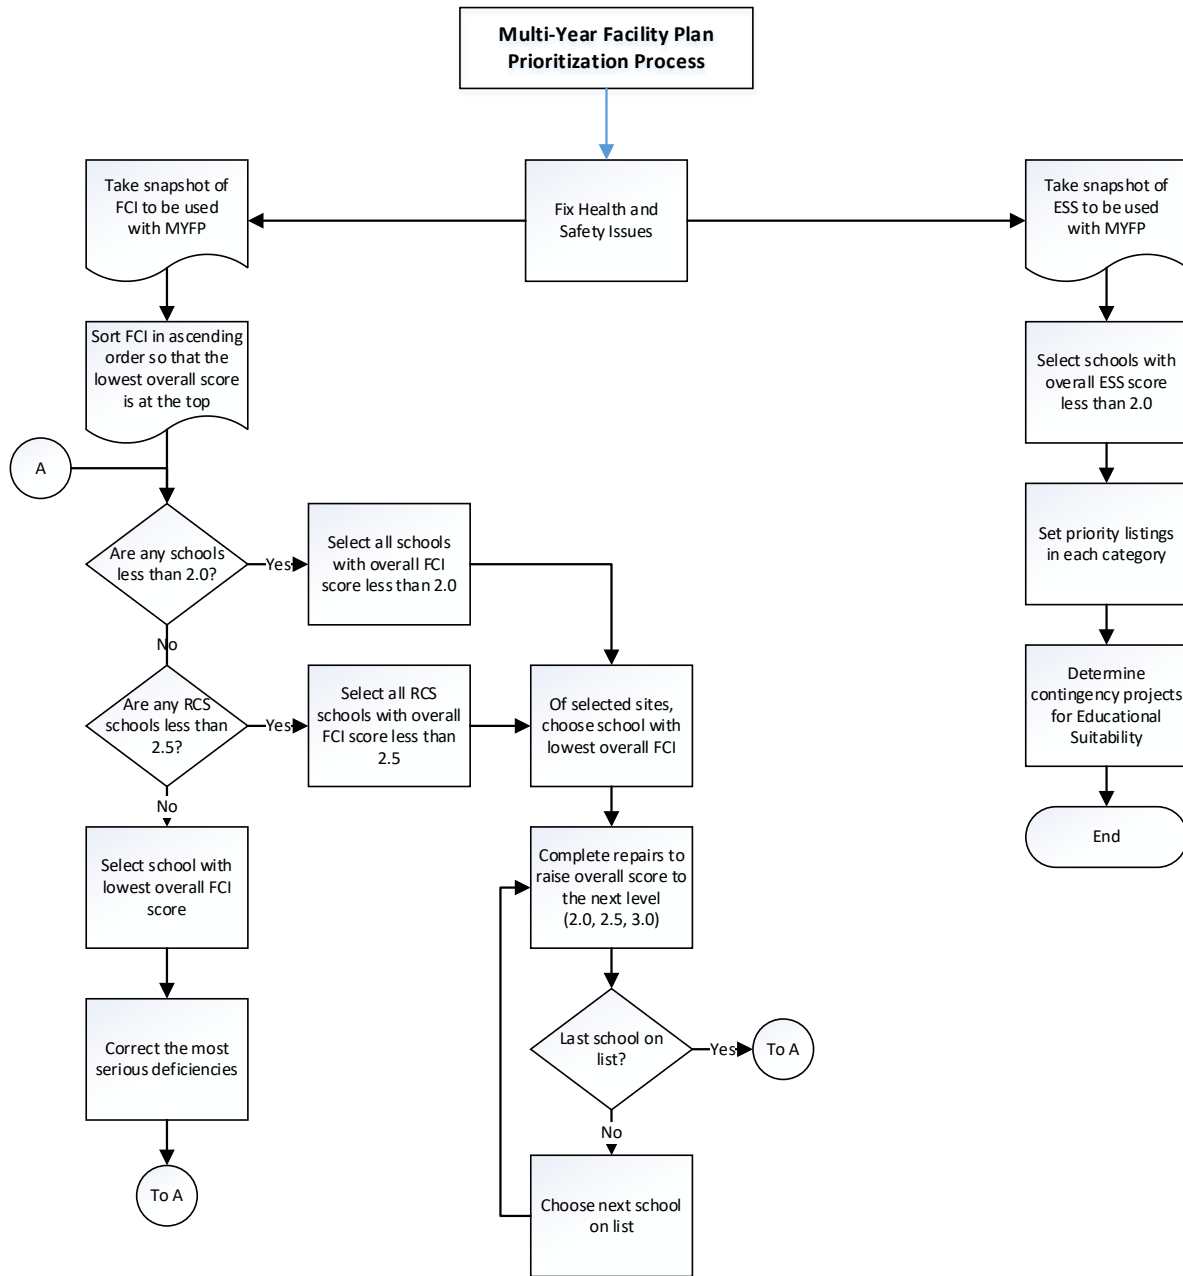 Multi-Year Facility Plan
Prioritization Process
Take snapshot of
FCI to be used
with MYFP
Fix Health and
Safety Issues
Take snapshot of
ESS to be used
with MYFP
Sort FCI in ascending
order so that the
lowest overall score
is at the top
Select schools with
overall ESS score
less than 2.0
A
Are any schools
less than 2.0?
Yes
Select all schools
with overall FCI
score less than 2.0
Set priority listings
in each category
No
Are any RCS
schools less than
2.5?
Yes
Select all RCS
schools with overall
FCI score less than
2.5
Of selected sites,
choose school with
lowest overall FCI
Determine
contingency projects
for Educational
Suitability
No
Select school with
lowest overall FCI
score
Complete repairs to
raise overall score to
the next level
(2.0, 2.5, 3.0)
End
Correct the most
serious deficiencies
Last school on
list?
Yes
To A
No
To A
Choose next school
on list